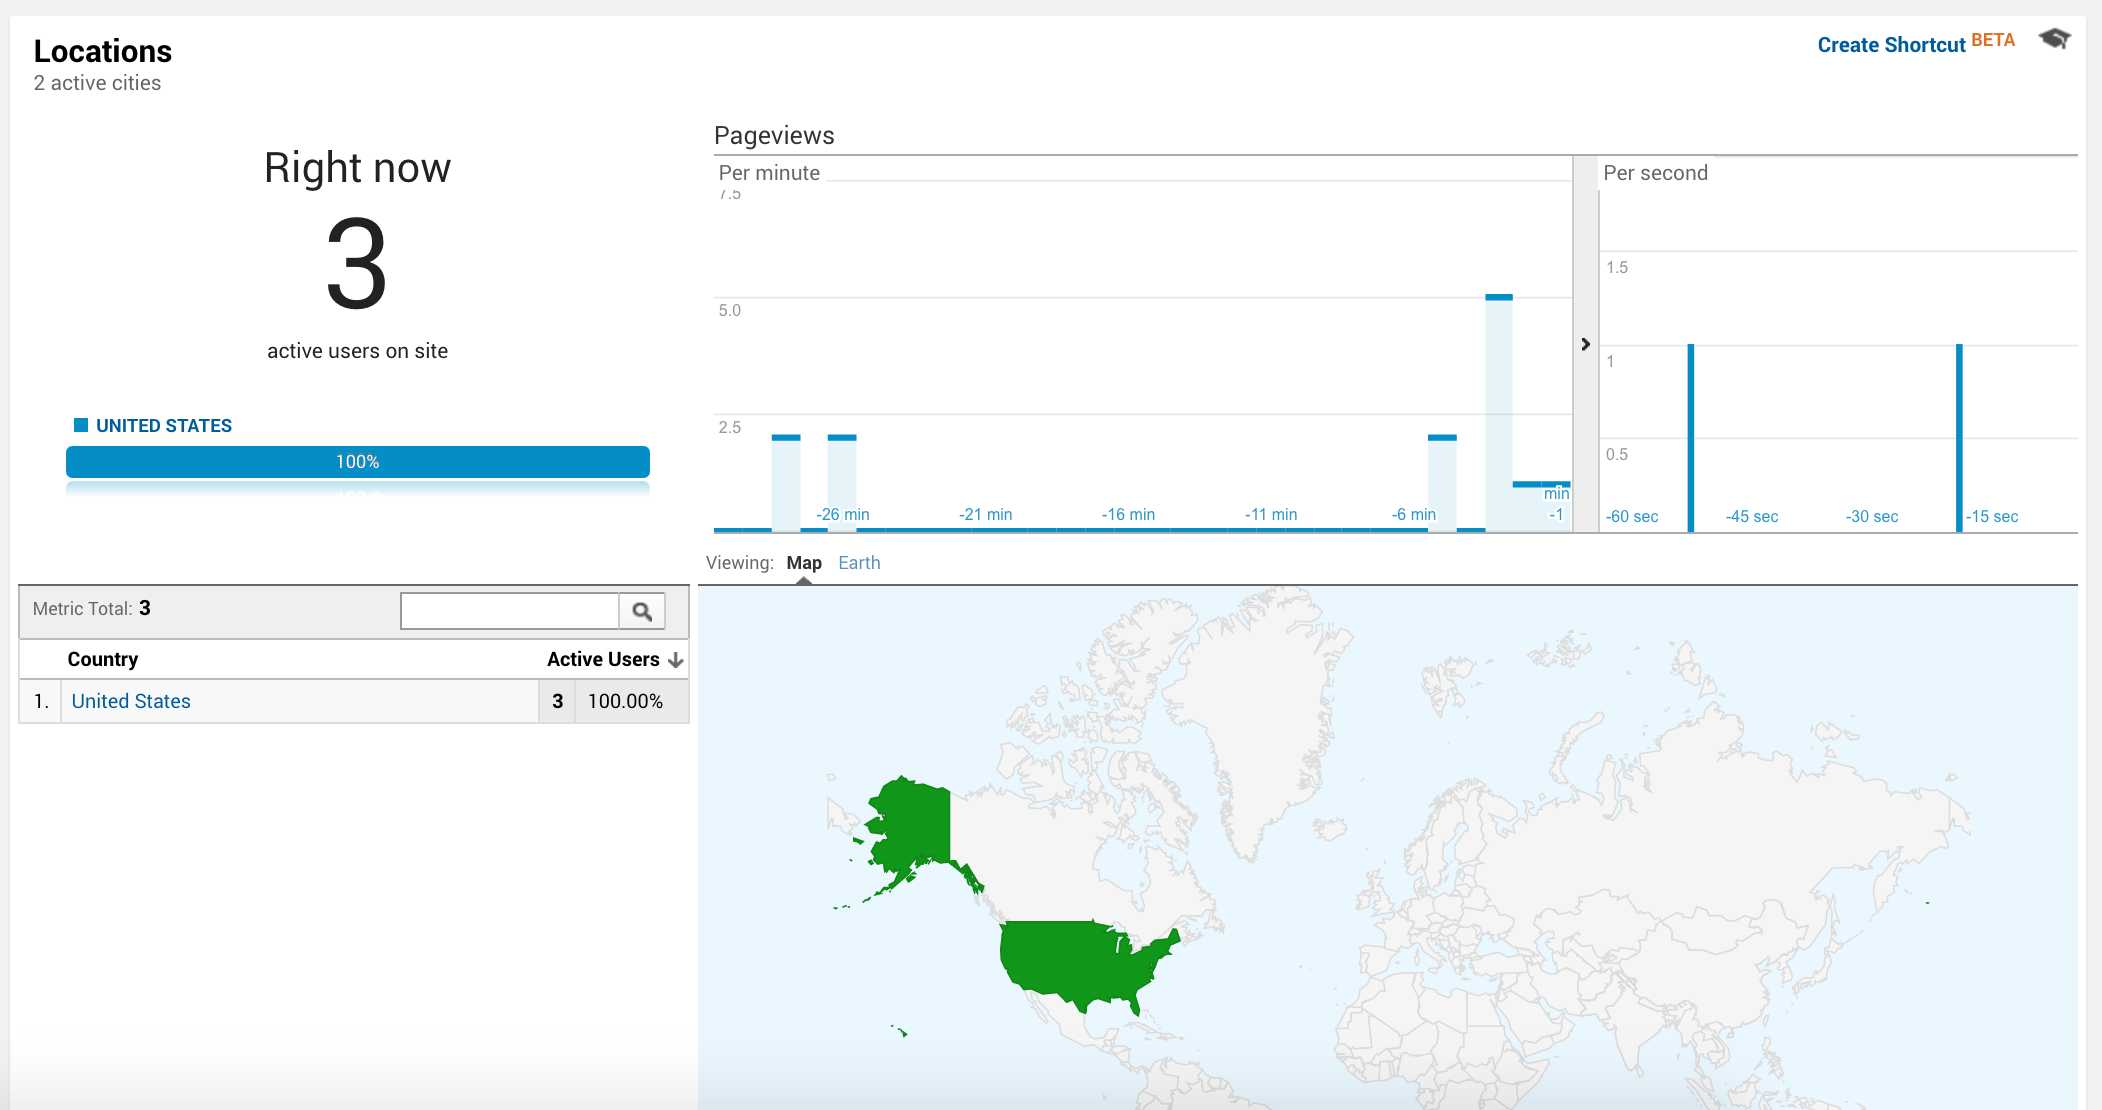 Locations
2 active cities
Create Shortcut BETA
Right now
3
active users on site
UNITED STATES
100%
Pageviews
Per minute
7.5
5.0
2.5
-26 min
-21 min
-16 min
-11 min
-6 min
min
-1
Per second
1.5
1
0.5
-60 sec
-45 sec
-30 sec
-15 sec
Viewing: Map Earth
Metric Total: 3
Country Active Users
1. United States 3 100.00%